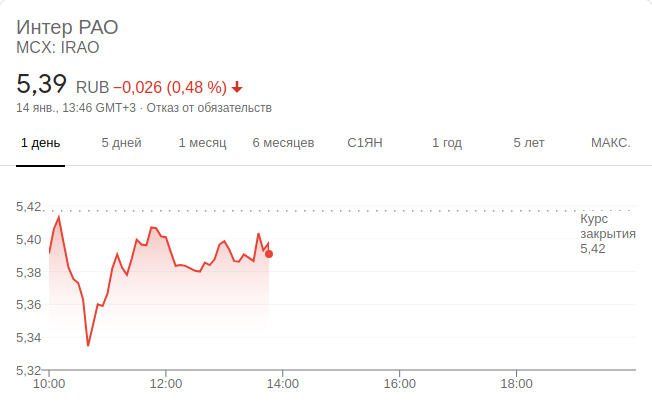 Интер РАО
MCX: IRAO
5,39 RUB −0,026 (0,48 %)
14 янв., 13:46 GMT+3 · Отказ от обязательств
1 день 5 дней 1 месяц 6 месяцев С1ЯН 1 год 5 лет МАКС.
5,42
Курс
закрытия
5,42
5,40
5,38
5,36
5,34
5,32
10:00 12:00 14:00 16:00 18:00